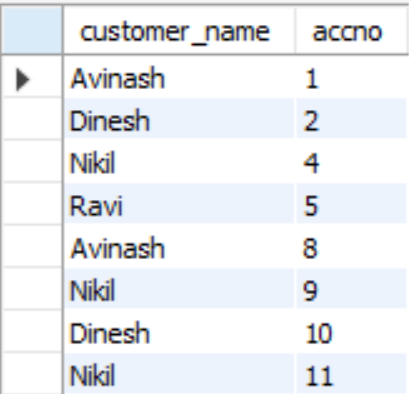 customer_name accno
Avinash 1
Dinesh 2
Nikil 4
Ravi 5
Avinash 8
Nikil 9
Dinesh 10
Nikil 11